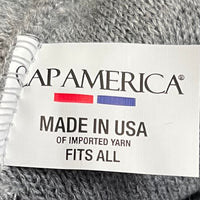 CAPAMERICA®
MADE IN USA
OF IMPORTED YARN
FITS ALL